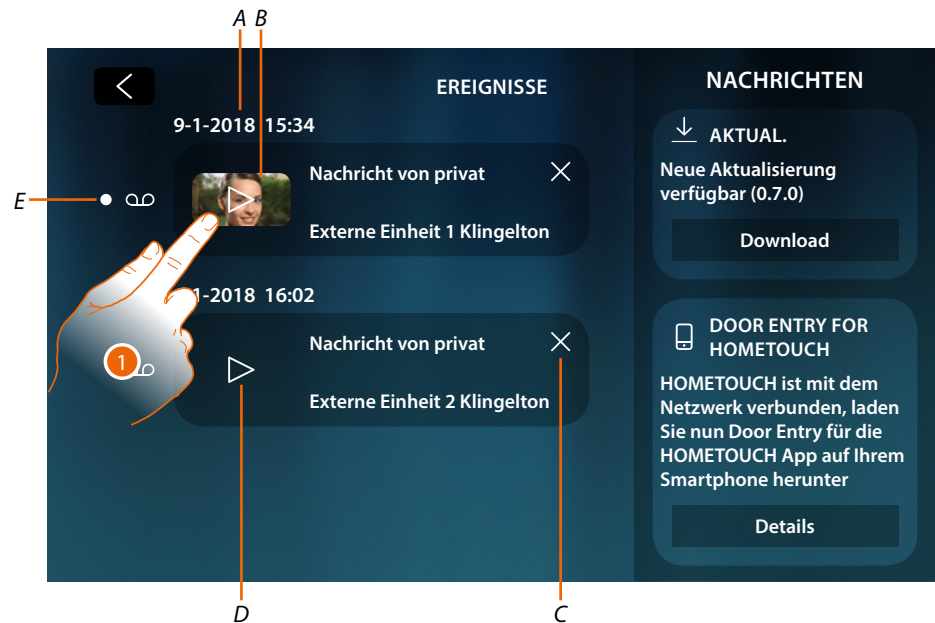 A B
EREIGNISSE
9-1-2018 15:34
Nachricht von privat
Externe Einheit 1 Klingelton
E
1-2018 16:02
Nachricht von privat
Externe Einheit 2 Klingelton
1
D
C
NACHRICHTEN
AKTUAL.
Neue Aktualisierung
verfügbar (0.7.0)
Download
DOOR ENTRY FOR
HOMETOUCH
HOMETOUCH ist mit dem
Netzwerk verbunden, laden
Sie nun Door Entry für die
HOMETOUCH App auf Ihrem
Smartphone herunter
Details